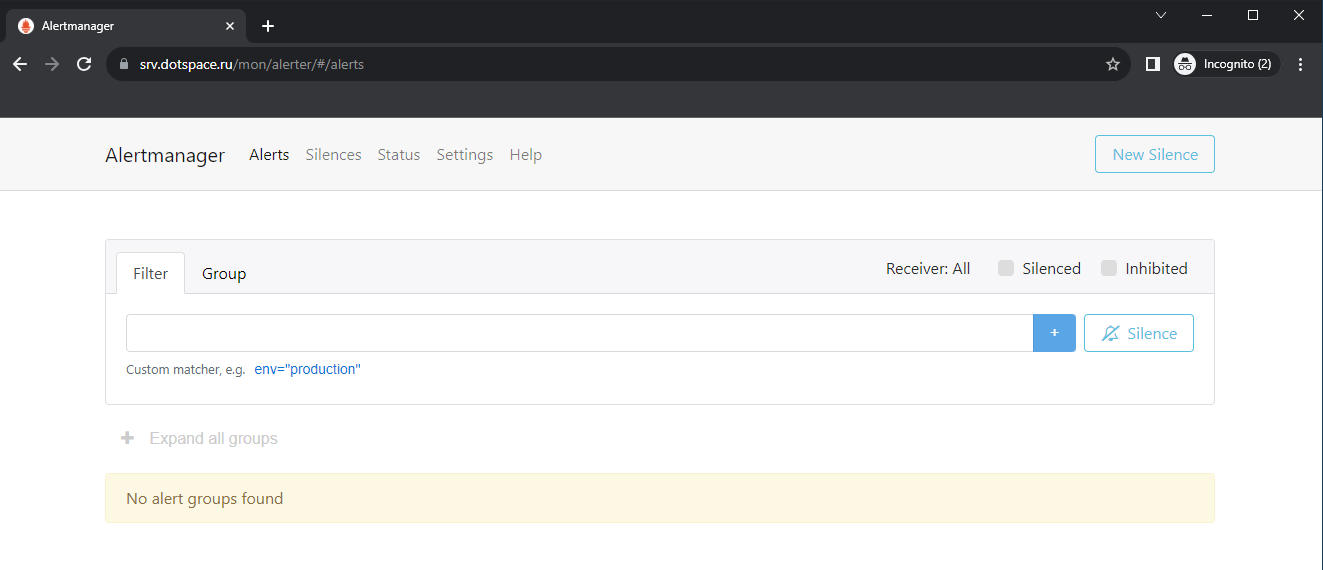 Alertmanager
srv.dotspace.ru/mon/alerter/#/alerts
Incognito (2)
Alertmanager Alerts Silences Status Settings Help New Silence
Filter Group Receiver: All Silenced Inhibited
+ Silence
Custom matcher, e.g. env="production"
+ Expand all groups
No alert groups found